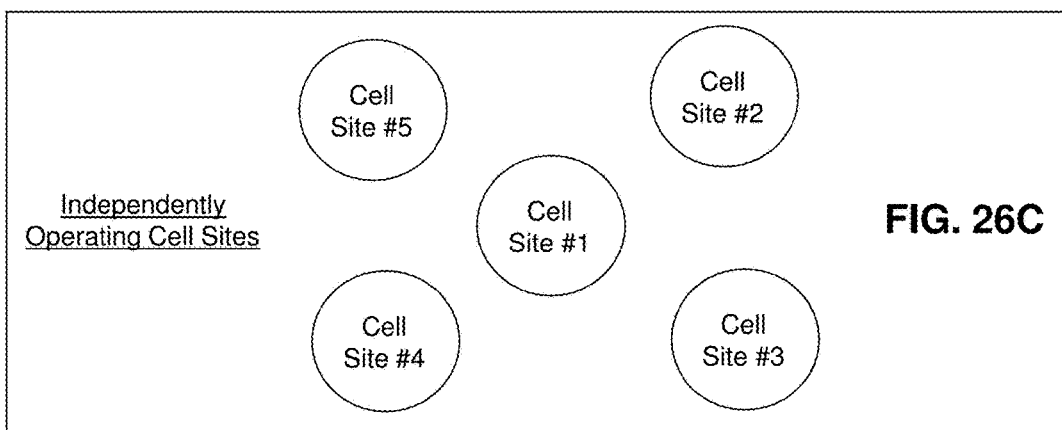 Cell
Site #5
Cell
Site #2
Independently
Operating Cell Sites
Cell
Site #1
FIG. 26C
Cell
Site #4
Cell
Site #3